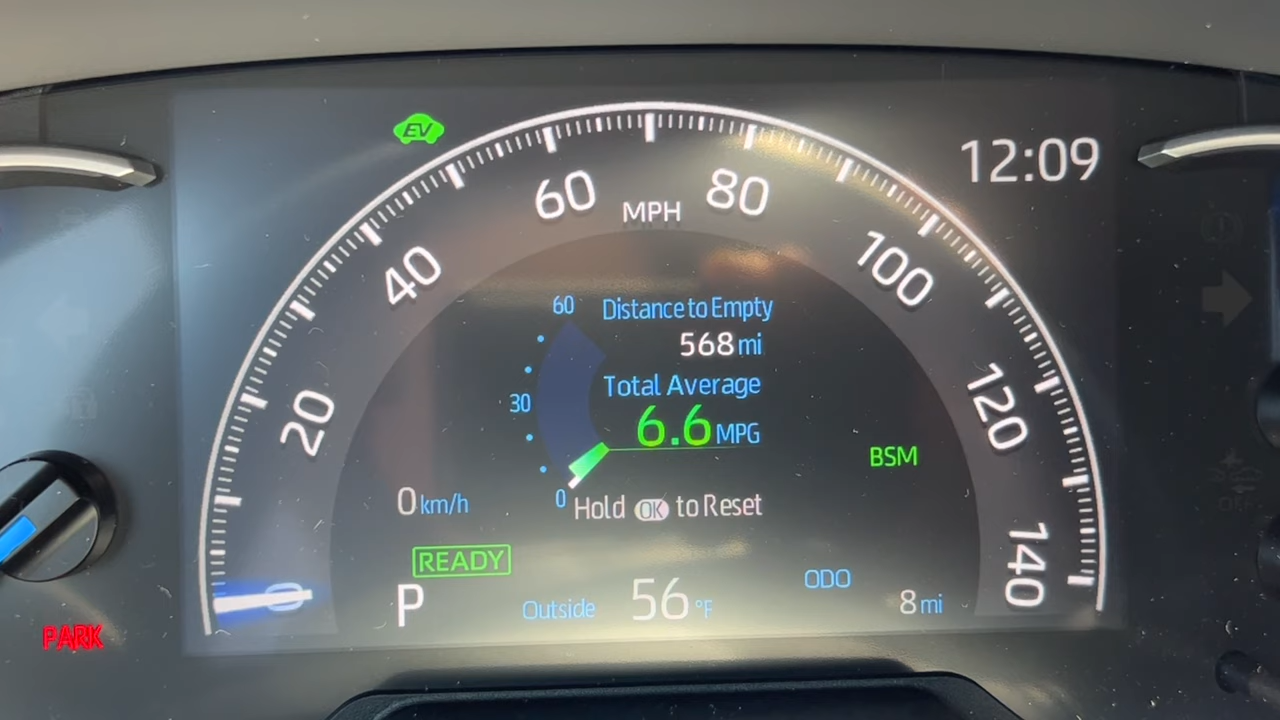 EV
12:09
60
80
MPH
40
100
60
Distance to Empty
568 mi
Total Average
30
6.6 MPG
20
120
BSM
0
Hold OK to Reset
0 km/h
READY
140
0
P
Outside 56 °F
ODO
8 mi
PARK